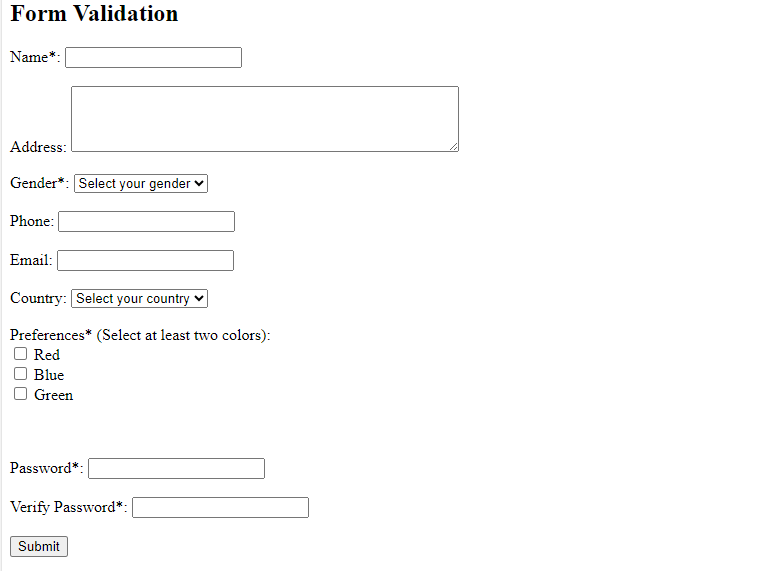 Form Validation
Name*:
Address:
Gender*: Select your gender
Phone:
Email:
Country: Select your country
Preferences* (Select at least two colors):
Red
Blue
Green
Password*:
Verify Password*:
Submit